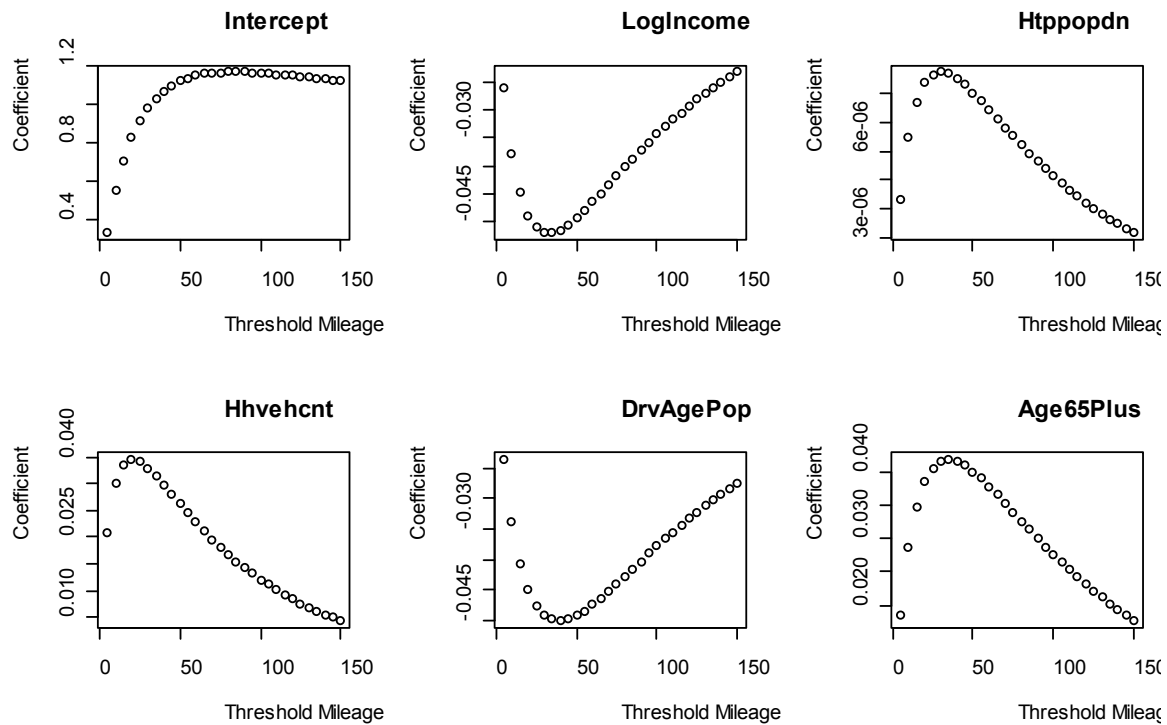 Intercept
Coefficient
0.4 0.8 1.2
0 50 100 150
Threshold Mileage
LogIncome
Coefficient
-0.045 -0.030
0 50 100 150
Threshold Mileage
Htppopdn
Coefficient
3e-06 6e-06
0 50 100 150
Threshold Mileag
Hhvehcnt
Coefficient
0.010 0.025 0.040
0 50 100 150
Threshold Mileage
DrvAgePop
Coefficient
-0.045 -0.030
0 50 100 150
Threshold Mileage
Age65Plus
Coefficient
0.020 0.030 0.040
0 50 100 150
Threshold Mileag